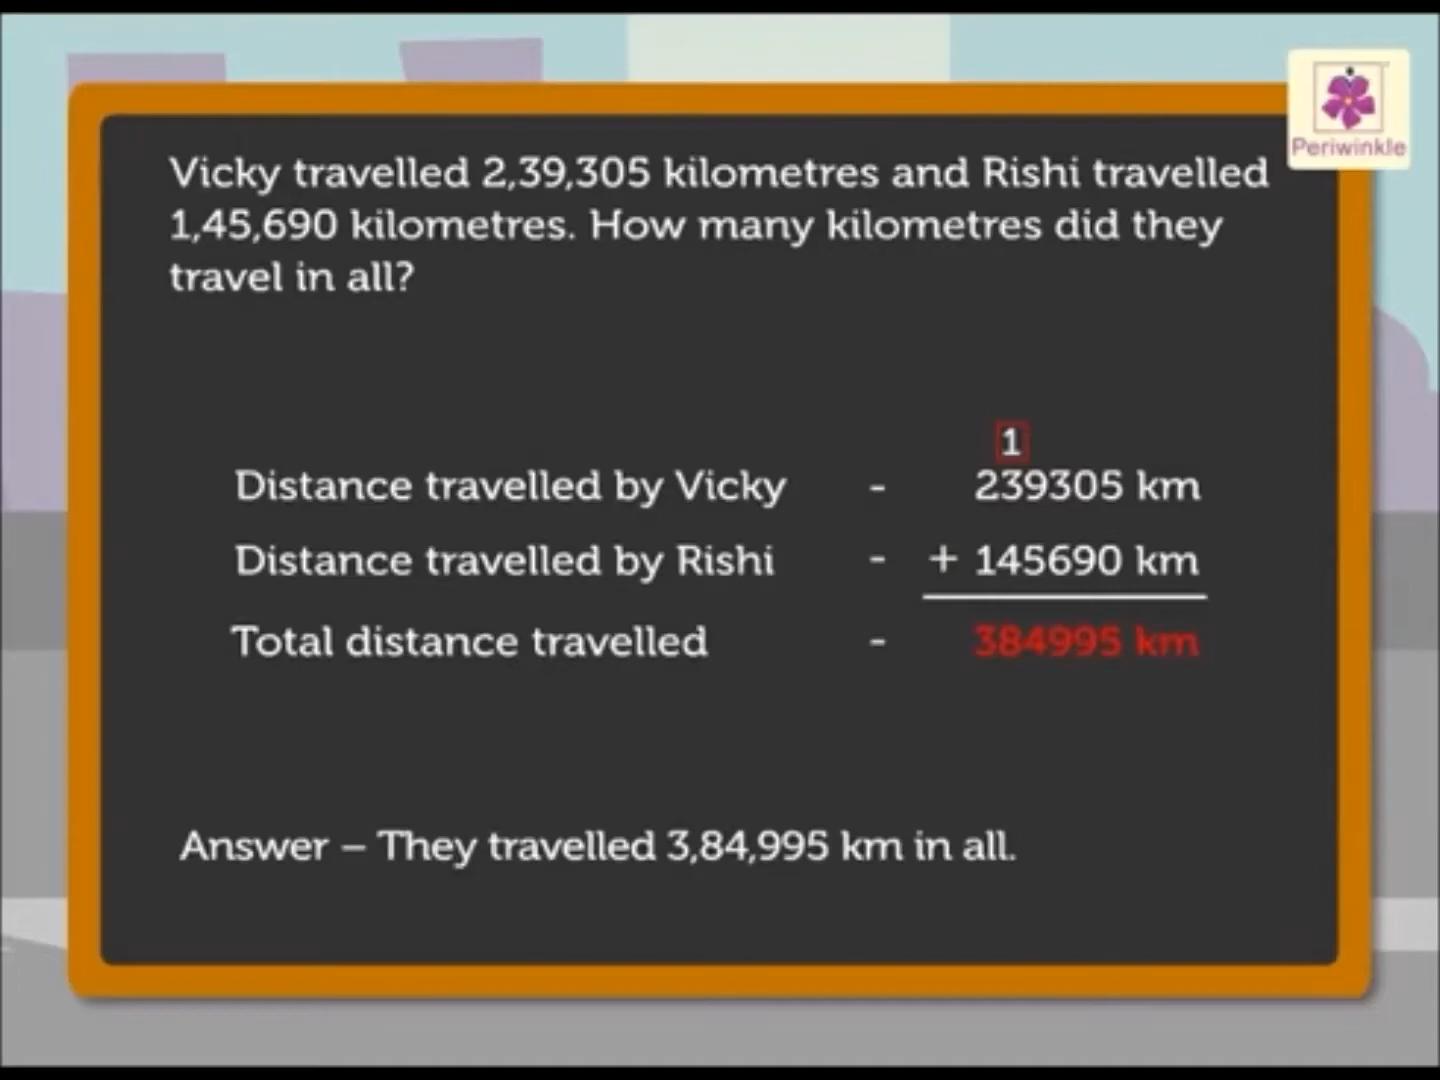 Periwinkle
Vicky travelled 2,39,305 kilometres and Rishi travelled
1,45,690 kilometres. How many kilometres did they
travel in all?
1
Distance travelled by Vicky - 239305 km
Distance travelled by Rishi - + 145690 km
Total distance travelled - 384995 km
Answer – They travelled 3,84,995 km in all.